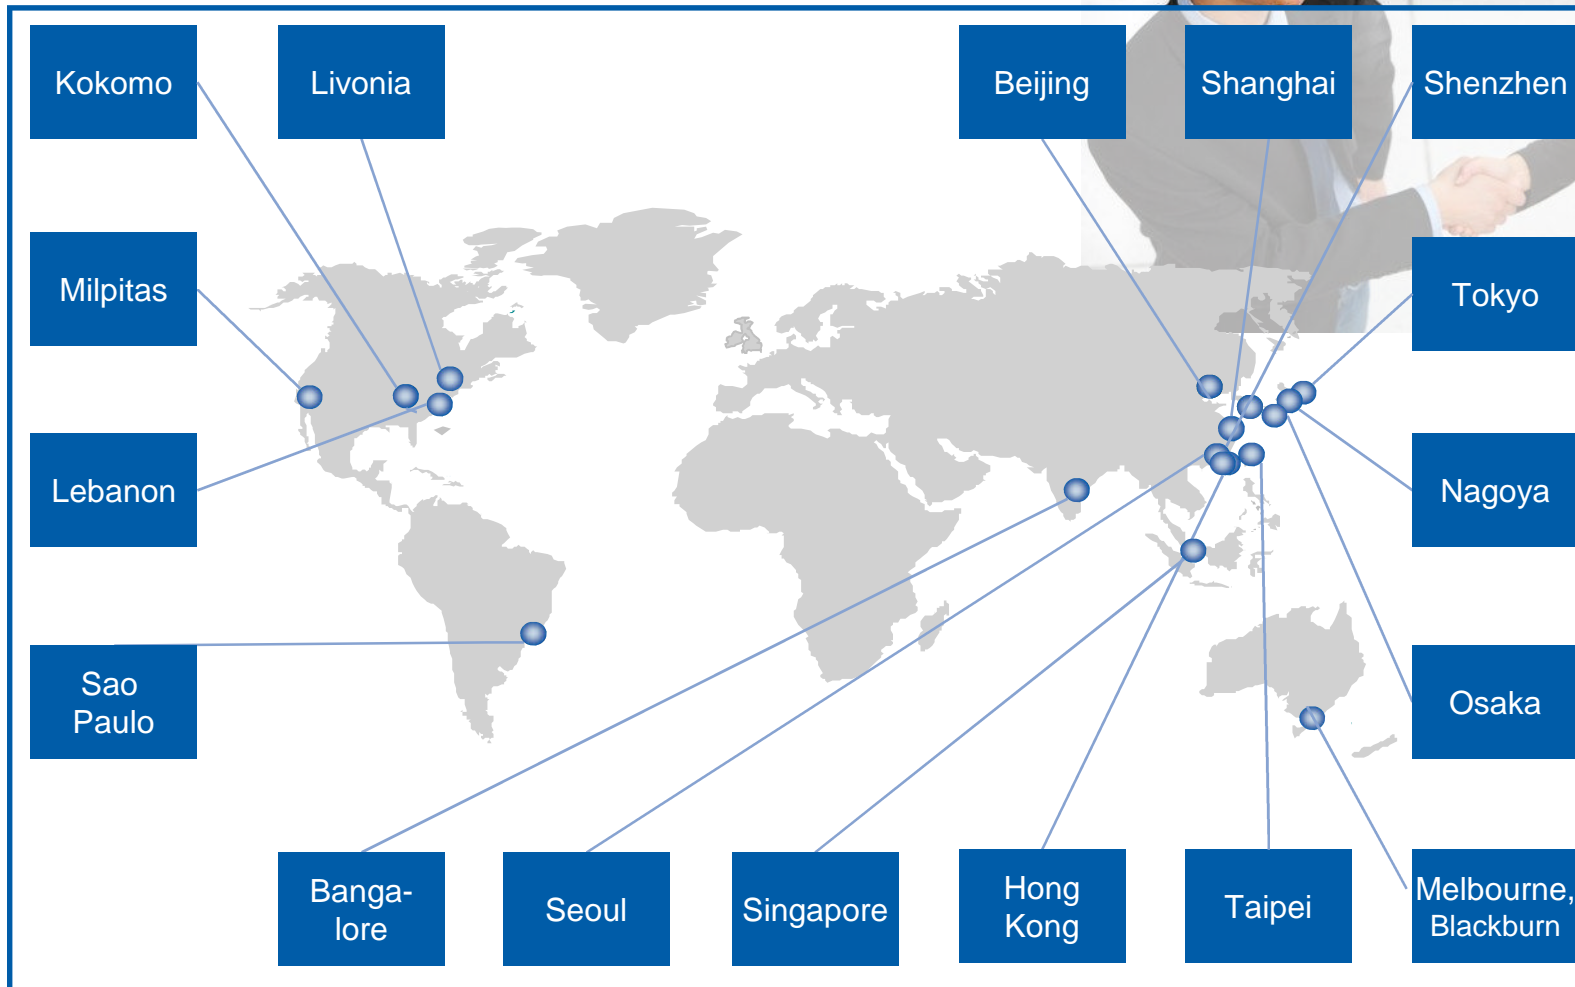 Kokomo
Livonia
Beijing
Shanghai
Shenzhen
Milpitas
Tokyo
Lebanon
Nagoya
Sao
Paulo
Osaka
Banga-
lore
Seoul
Singapore
Hong
Kong
Taipei
Melbourne,
Blackburn